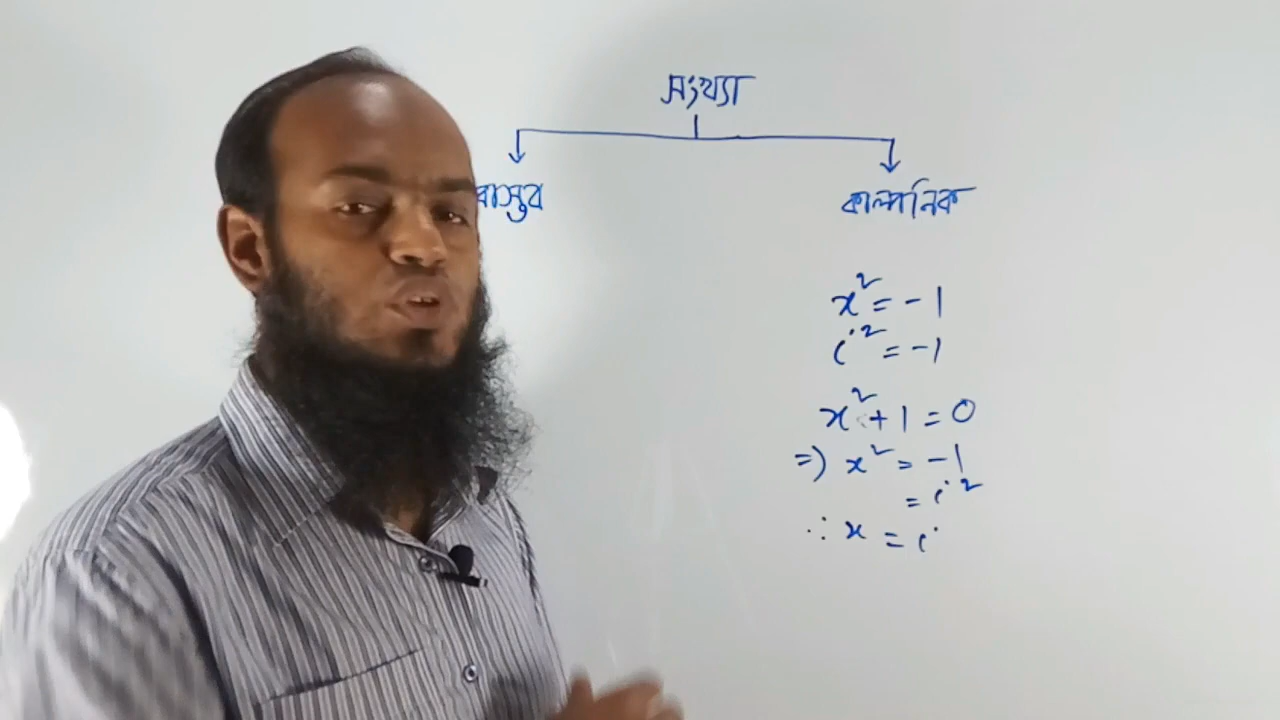 সংখ্যা
বাস্তব
কাল্পনিক
x² = -1
i² = -1
x² + 1 = 0
=> x² = -1
= i²
∴ x = i